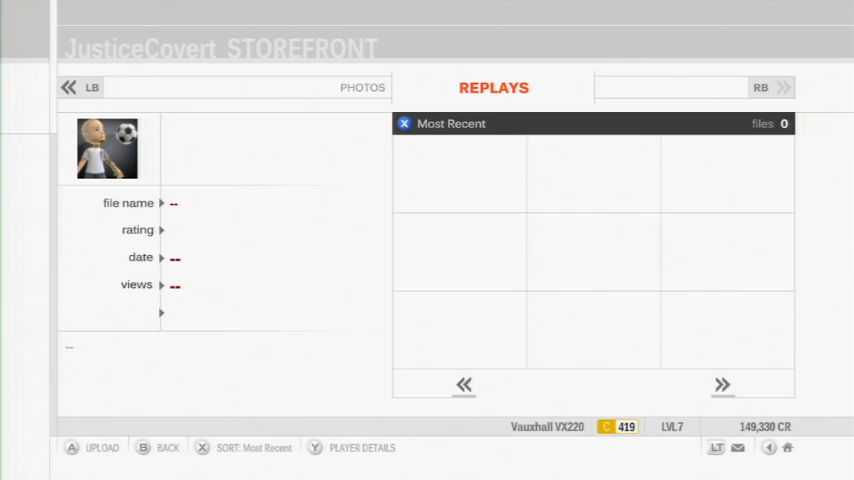 JusticeCovert STOREFRONT
LB PHOTOS REPLAYS RB
X Most Recent files 0
file name --
rating
date --
views --
--
Vauxhall VX220 C 419 LVL7 149,330 CR
A UPLOAD B BACK X SORT: Most Recent Y PLAYER DETAILS LT